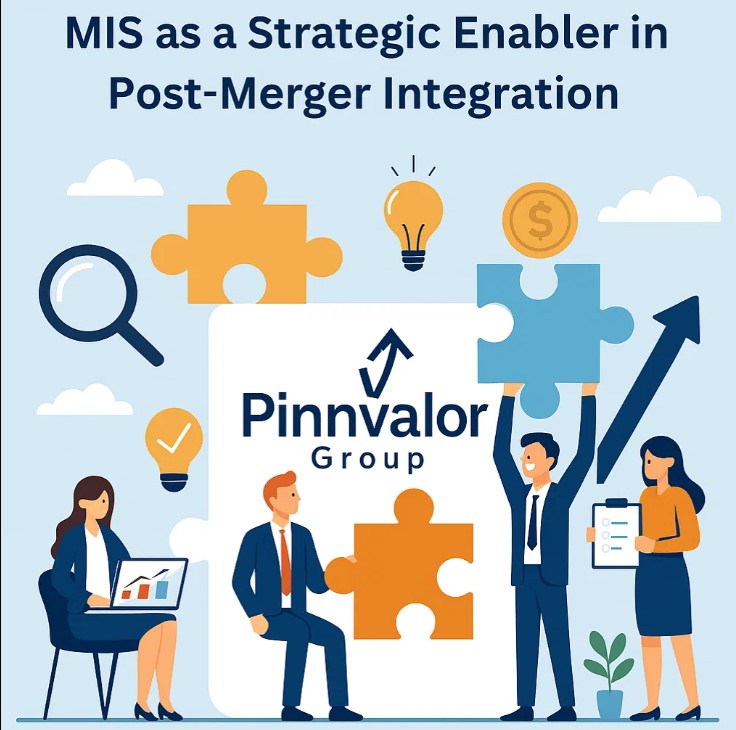 MIS as a Strategic Enabler in
Post-Merger Integration
$
Pinnvalor
Group